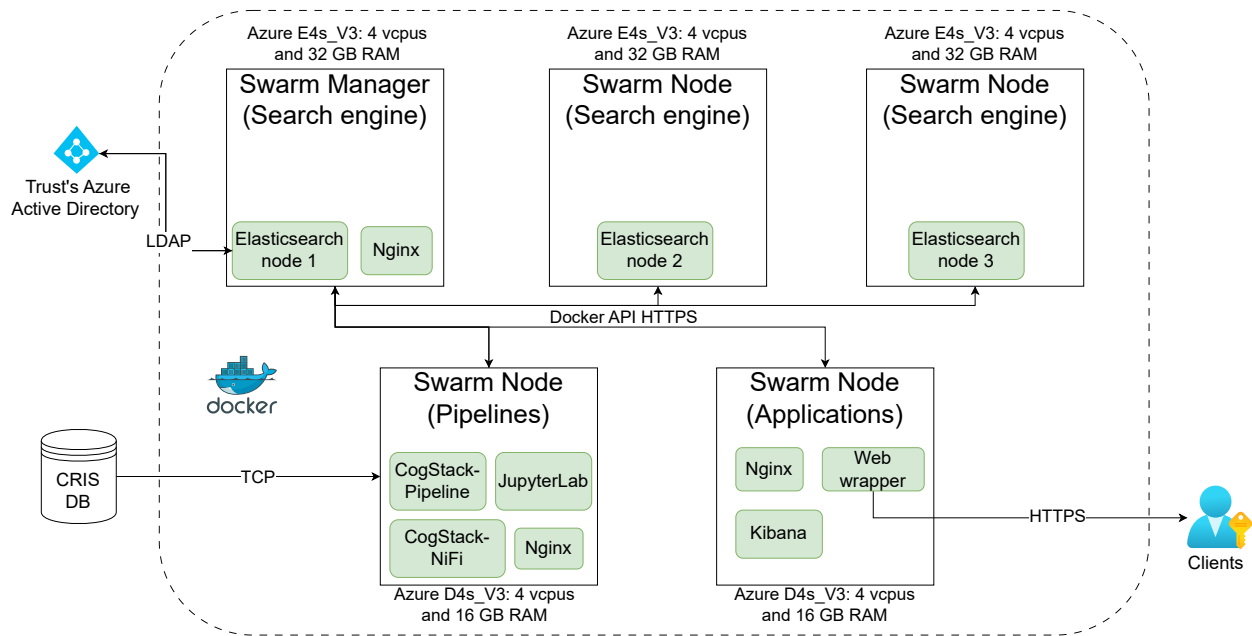 Azure E4s_V3: 4 vcpus
and 32 GB RAM
Azure E4s_V3: 4 vcpus
and 32 GB RAM
Azure E4s_V3: 4 vcpus
and 32 GB RAM
Swarm Manager
(Search engine)
Swarm Node
(Search engine)
Swarm Node
(Search engine)
Trust's Azure
Active Directory
LDAP
Elasticsearch
node 1
Nginx
Elasticsearch
node 2
Elasticsearch
node 3
Docker API HTTPS
docker
Swarm Node
(Pipelines)
Swarm Node
(Applications)
CRIS
DB
TCP
CogStack-
Pipeline
JupyterLab
CogStack-
NiFi
Nginx
Nginx
Web
wrapper
Kibana
HTTPS
Clients
Azure D4s_V3: 4 vcpus
and 16 GB RAM
Azure D4s_V3: 4 vcpus
and 16 GB RAM